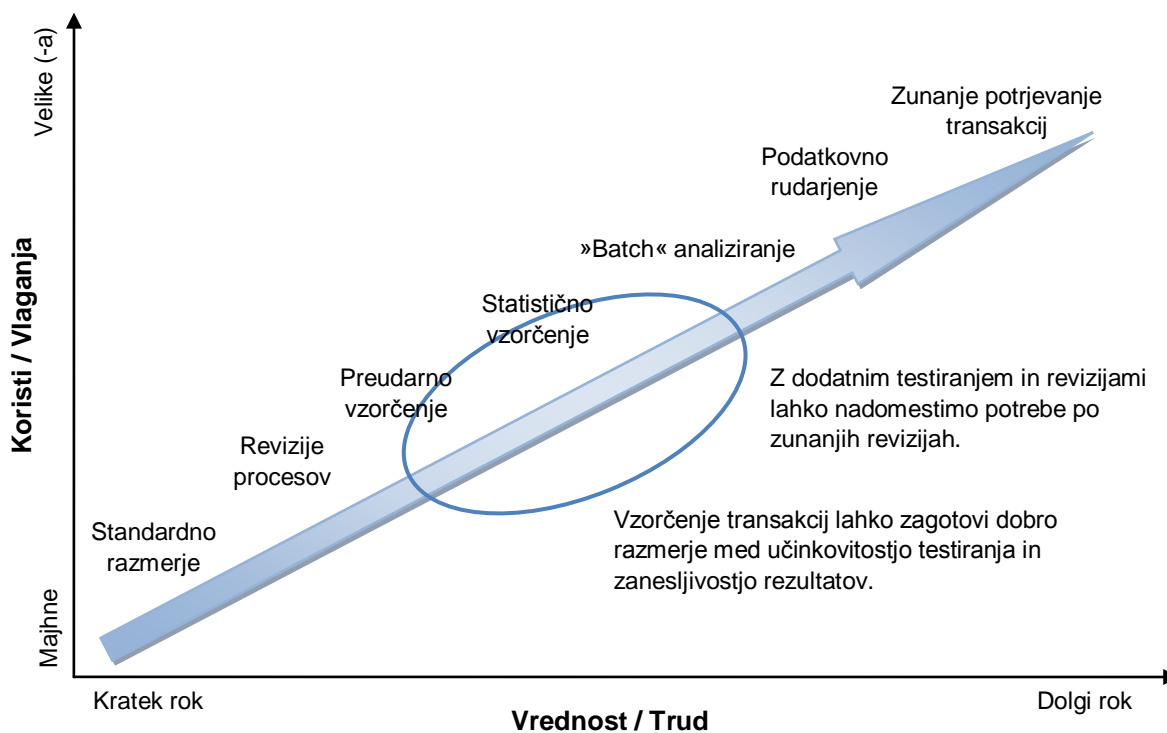 Velike (-a)
Zunanje potrjevanje
transakcij
Podatkovno
rudarjenje
»Batch« analiziranje
Statistično
vzorčenje
Koristi / Vlaganja
Preudarno
vzorčenje
Z dodatnim testiranjem in revizijami
lahko nadomestimo potrebe po
zunanjih revizijah.
Revizije
procesov
Vzorčenje transakcij lahko zagotovi dobro
razmerje med učinkovitostjo testiranja in
zanesljivostjo rezultatov.
Standardno
razmerje
Majhne
Kratek rok
Dolgi rok
Vrednost / Trud